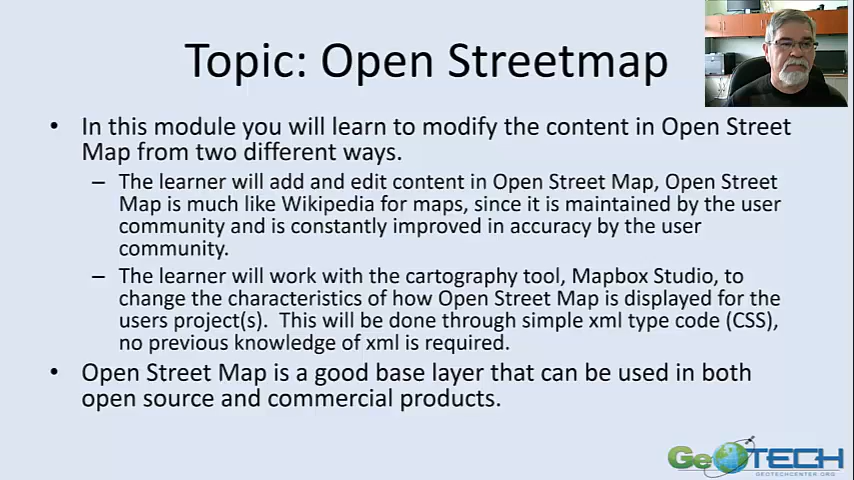 Topic: Open Streetmap
• In this module you will learn to modify the content in Open Street
Map from two different ways.
– The learner will add and edit content in Open Street Map, Open Street
Map is much like Wikipedia for maps, since it is maintained by the user
community and is constantly improved in accuracy by the user
community.
– The learner will work with the cartography tool, Mapbox Studio, to
change the characteristics of how Open Street Map is displayed for the
users project(s). This will be done through simple xml type code (CSS),
no previous knowledge of xml is required.
• Open Street Map is a good base layer that can be used in both
open source and commercial products.
GeoTECH
GEOTECHCENTER.ORG